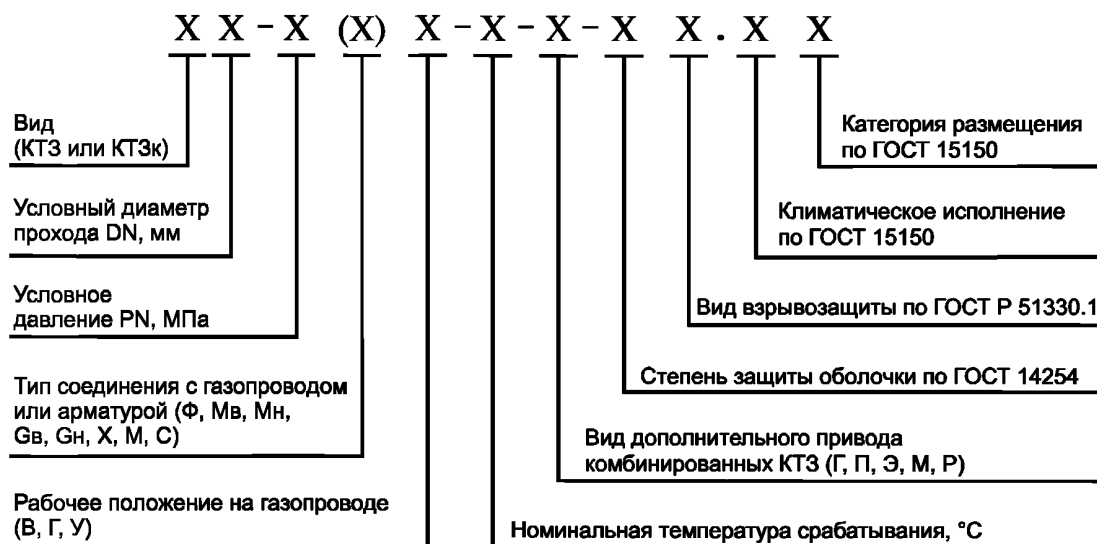 X X - X (X) X - X - X - X X . X X
Вид
(КТЗ или КТЗк)
Условный диаметр
прохода DN, мм
Условное
давление PN, МПа
Тип соединения с газопроводом
или арматурой (Ф, Мв, Мн,
Gв, Gн, Х, М, С)
Рабочее положение на газопроводе
(В, Г, У)
Категория размещения
по ГОСТ 15150
Климатическое исполнение
по ГОСТ 15150
Вид взрывозащиты по ГОСТ Р 51330.1
Степень защиты оболочки по ГОСТ 14254
Вид дополнительного привода
комбинированных КТЗ (Г, П, Э, М, Р)
Номинальная температура срабатывания, °С